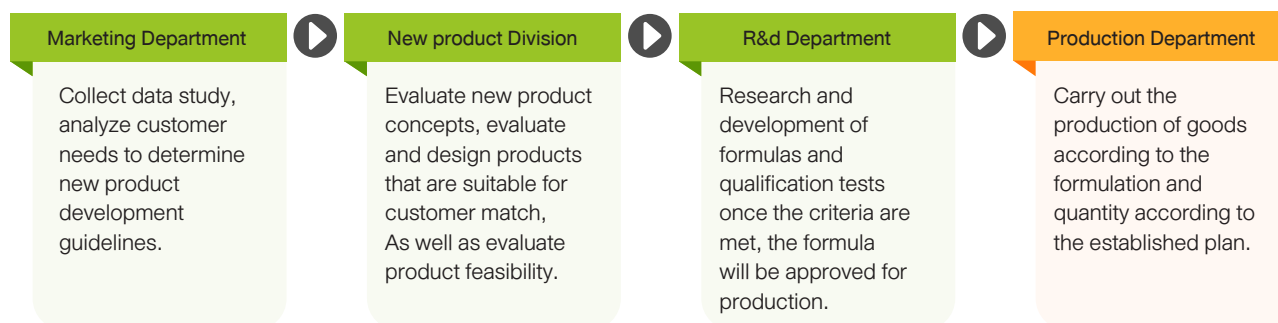 Marketing Department
Collect data study,
analyze customer
needs to determine
new product
development
guidelines.
New product Division
Evaluate new product
concepts, evaluate
and design products
that are suitable for
customer match,
As well as evaluate
product feasibility.
R&d Department
Research and
development of
formulas and
qualification tests
once the criteria are
met, the formula
will be approved for
production.
Production Department
Carry out the
production of goods
according to the
formulation and
quantity according to
the established plan.